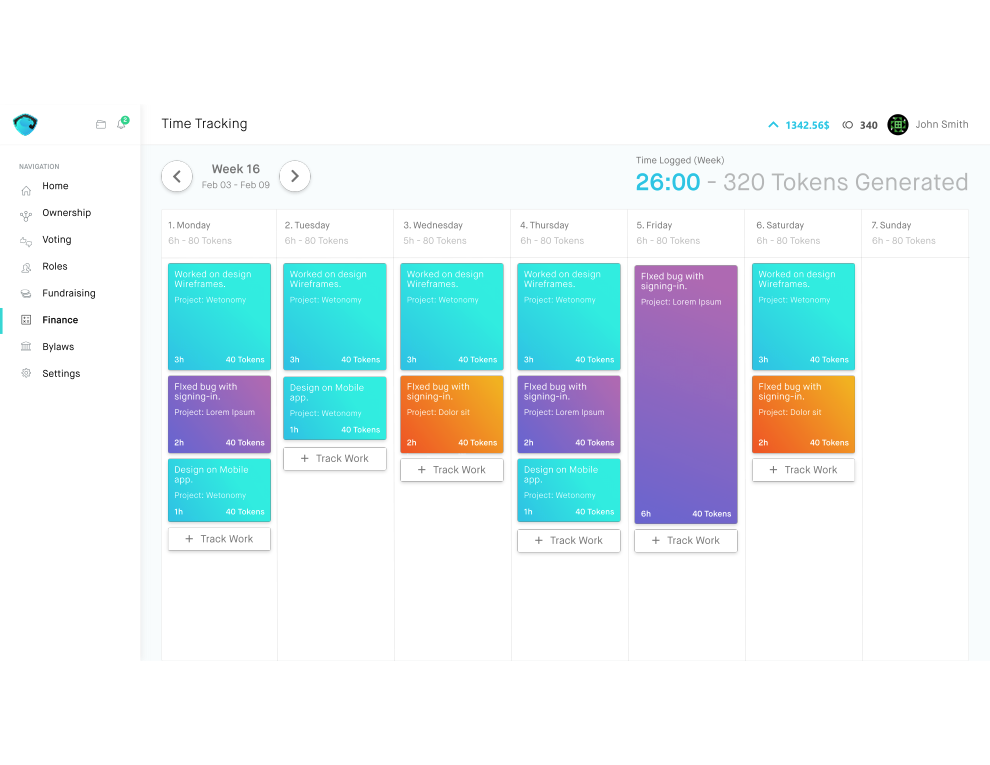 2
Time Tracking
1342.56$
340
John Smith
NAVIGATION
Home
Ownership
Voting
Roles
Fundraising
Finance
Bylaws
Settings
Week 16
Feb 03 - Feb 09
Time Logged (Week)
26:00 - 320 Tokens Generated
1. Monday
6h - 80 Tokens
Worked on design
Wireframes.
Project: Wetonomy
3h 40 Tokens
FIxed bug with
signing-in.
Project: Lorem Ipsum
2h 40 Tokens
Design on Mobile
app.
Project: Wetonomy
1h 40 Tokens
+ Track Work
2. Tuesday
6h - 80 Tokens
Worked on design
Wireframes.
Project: Wetonomy
3h 40 Tokens
Design on Mobile
app.
Project: Wetonomy
1h 40 Tokens
+ Track Work
3. Wednesday
5h - 80 Tokens
Worked on design
Wireframes.
Project: Wetonomy
3h 40 Tokens
FIxed bug with
signing-in.
Project: Dolor sit
2h 40 Tokens
+ Track Work
4. Thursday
6h - 80 Tokens
Worked on design
Wireframes.
Project: Wetonomy
3h 40 Tokens
FIxed bug with
signing-in.
Project: Lorem Ipsum
2h 40 Tokens
Design on Mobile
app.
Project: Wetonomy
1h 40 Tokens
+ Track Work
5. Friday
6h - 80 Tokens
FIxed bug with
signing-in.
Project: Lorem Ipsum
6h 40 Tokens
+ Track Work
6. Saturday
6h - 80 Tokens
Worked on design
Wireframes.
Project: Wetonomy
3h 40 Tokens
FIxed bug with
signing-in.
Project: Dolor sit
2h 40 Tokens
+ Track Work
7. Sunday
6h - 80 Tokens